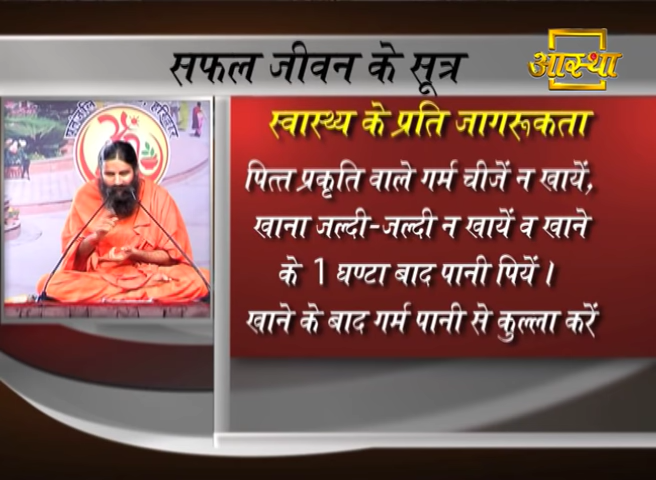 सफल जीवन के सूत्र
आस्था
स्वास्थ्य के प्रति जागरूकता
पित्त प्रकृति वाले गर्म चीजें न खायें,
खाना जल्दी-जल्दी न खायें व खाने
के 1 घण्टा बाद पानी पियें ।
खाने के बाद गर्म पानी से कुल्ला करें